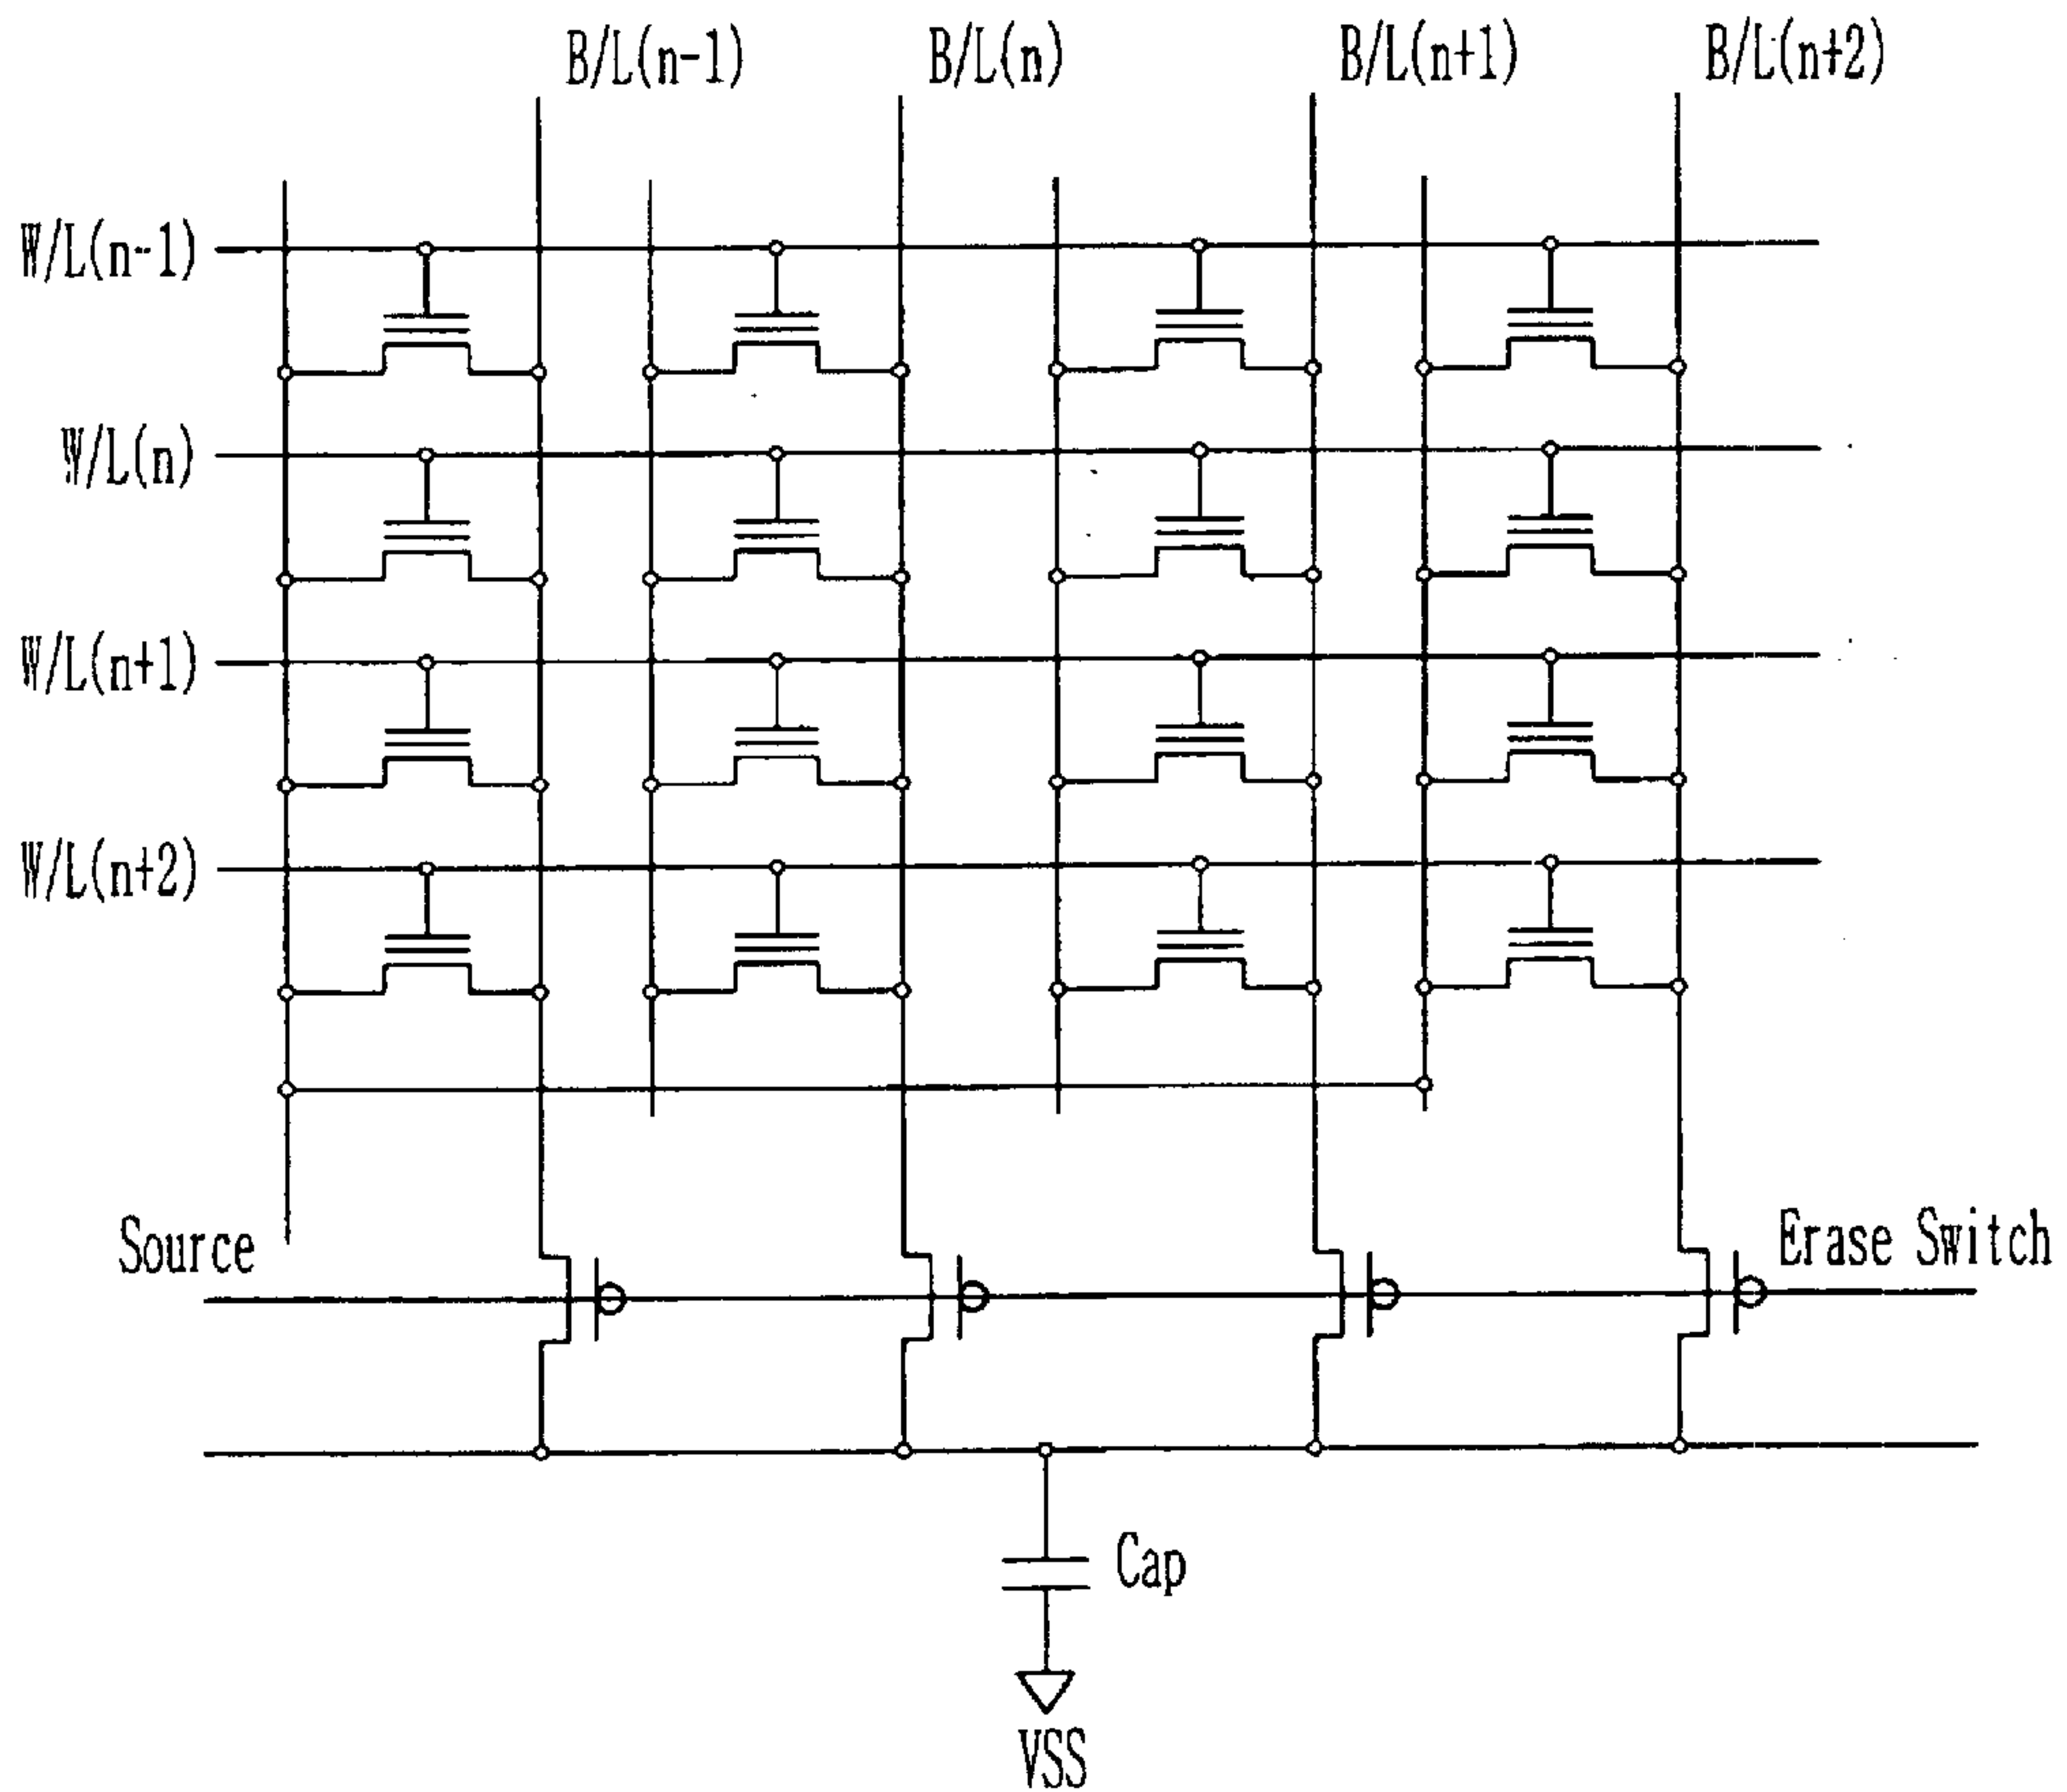 B/L(n-1) B/L(n) B/L(n+1) B/L(n+2)
W/L(n-1)
W/L(n)
W/L(n+1)
W/L(n+2)
Source
Erase Switch
Cap
VSS